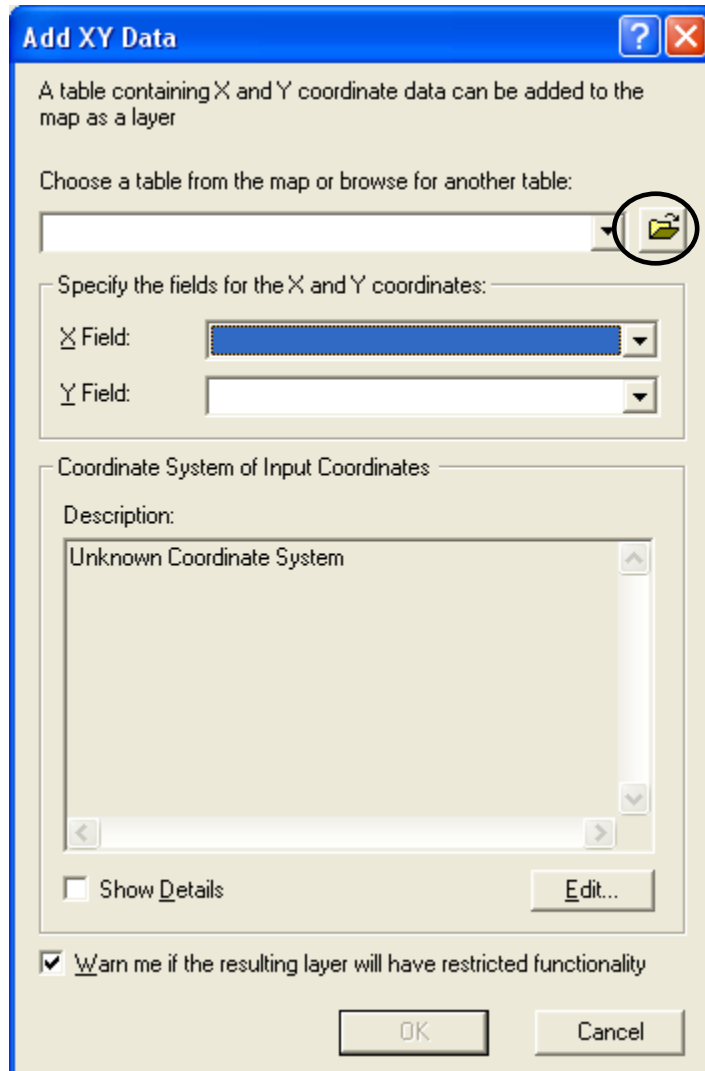 Add XY Data
?
A table containing X and Y coordinate data can be added to the
map as a layer
Choose a table from the map or browse for another table:
Specify the fields for the X and Y coordinates:
X Field:
Y Field:
Coordinate System of Input Coordinates
Description:
Unknown Coordinate System
Show Details
Edit...
Warn me if the resulting layer will have restricted functionality
OK
Cancel